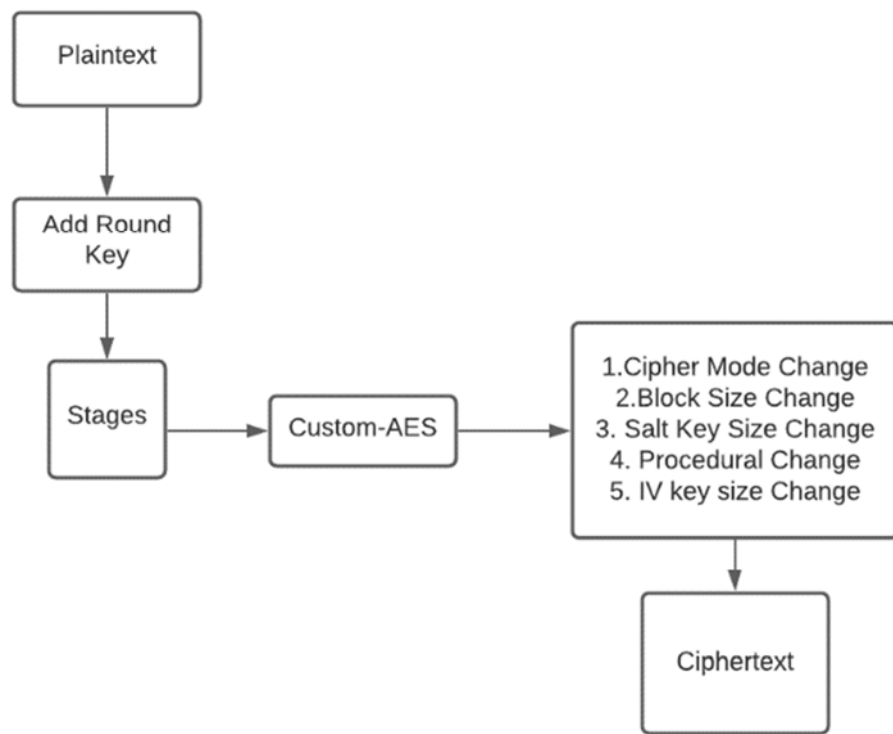 Plaintext
Add Round
Key
Stages
Custom-AES
1.Cipher Mode Change
2.Block Size Change
3. Salt Key Size Change
4. Procedural Change
5. IV key size Change
Ciphertext